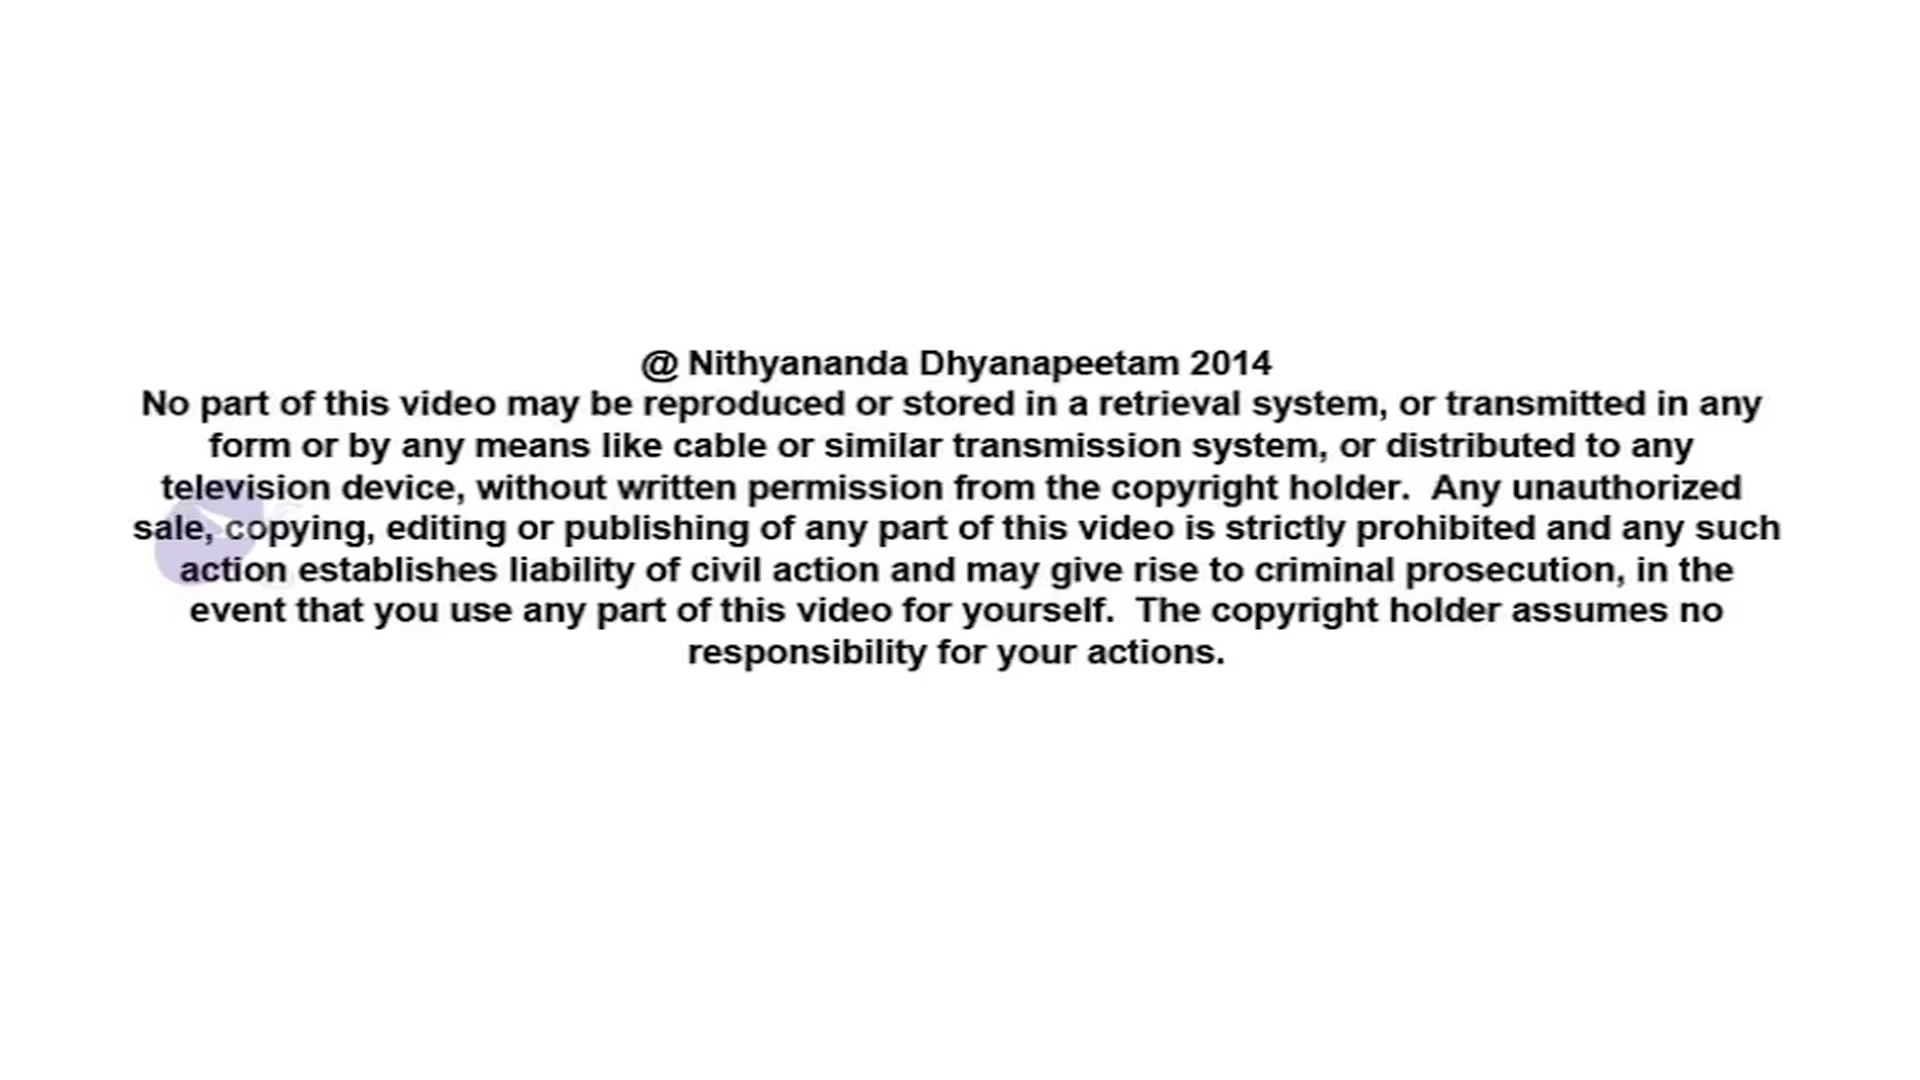 @ Nithyananda Dhyanapeetam 2014
No part of this video may be reproduced or stored in a retrieval system, or transmitted in any
form or by any means like cable or similar transmission system, or distributed to any
television device, without written permission from the copyright holder.  Any unauthorized
sale, copying, editing or publishing of any part of this video is strictly prohibited and any such
action establishes liability of civil action and may give rise to criminal prosecution, in the
event that you use any part of this video for yourself.  The copyright holder assumes no
responsibility for your actions.